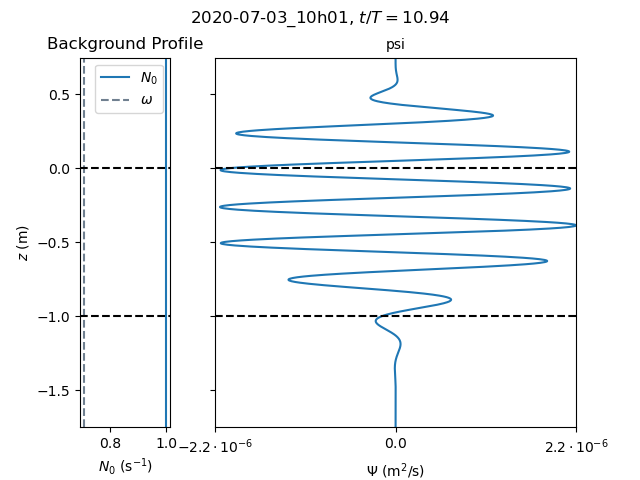 2020-07-03_10h01, t/T = 10.94
Background Profile
psi
N₀
ω
0.5
0.0
−0.5
−1.0
−1.5
z (m)
0.8 1.0
N₀ (s⁻¹)
−2.2 · 10⁻⁶ 0.0 2.2 · 10⁻⁶
Ψ (m²/s)